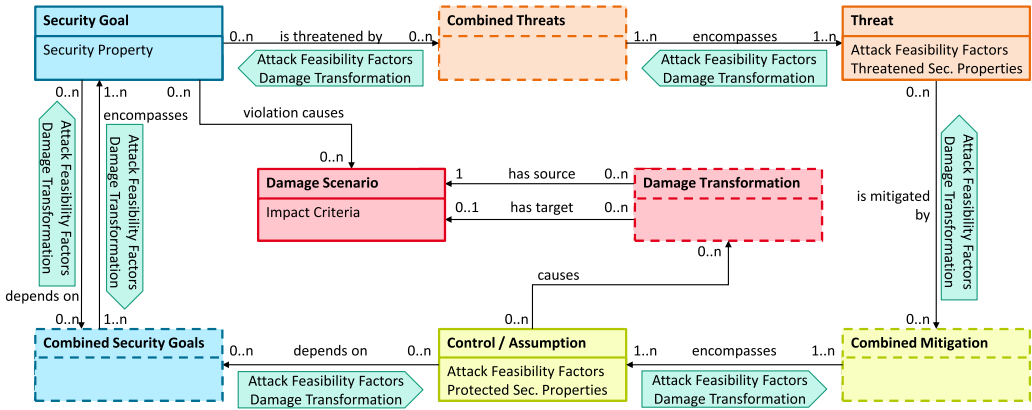 Security Goal
Security Property
Combined Threats
Threat
Attack Feasibility Factors
Threatened Sec. Properties
0..n
is threatened by
0..n
Attack Feasibility Factors
Damage Transformation
1..n
encompasses
1..n
Attack Feasibility Factors
Damage Transformation
0..n
1..n
0..n
0..n
encompasses
violation causes
0..n
Attack Feasibility Factors
Damage Transformation
Attack Feasibility Factors
Damage Transformation
Damage Scenario
Impact Criteria
1
has source
0..n
0..1
has target
0..n
Damage Transformation
is mitigated
by
Attack Feasibility Factors
Damage Transformation
0..n
causes
depends on
0..n
1..n
0..n
0..n
Combined Security Goals
0..n
depends on
0..n
Attack Feasibility Factors
Damage Transformation
Control / Assumption
Attack Feasibility Factors
Protected Sec. Properties
1..n
encompasses
1..n
Attack Feasibility Factors
Damage Transformation
Combined Mitigation